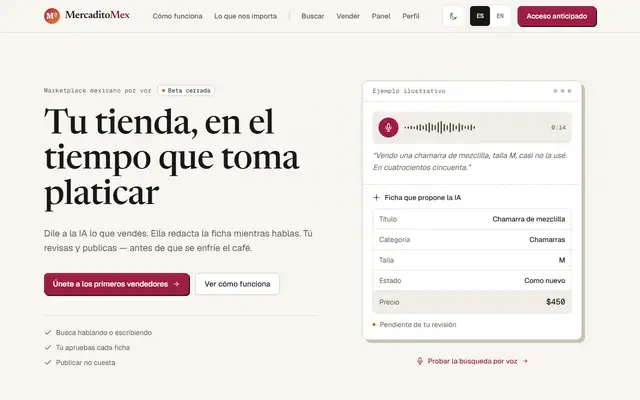 M
MercaditoMex
Cómo funciona
Lo que nos importa
Buscar
Vender
Panel
Perfil
ES
EN
Acceso anticipado
Marketplace mexicano por voz
Beta cerrada
Tu tienda, en el
tiempo que toma
platicar
Dile a la IA lo que vendes. Ella redacta la ficha mientras hablas. Tú
revisas y publicas — antes de que se enfríe el café.
Únete a los primeros vendedores →
Ver cómo funciona
Busca hablando o escribiendo
Tú apruebas cada ficha
Publicar no cuesta
Ejemplo ilustrativo
0:14
“Vendo una chamarra de mezclilla, talla M, casi no la usé.
En cuatrocientos cincuenta.”
Ficha que propone la IA
Título Chamarra de mezclilla
Categoría Chamarras
Talla M
Estado Como nuevo
Precio $450
Pendiente de tu revisión
Probar la búsqueda por voz →